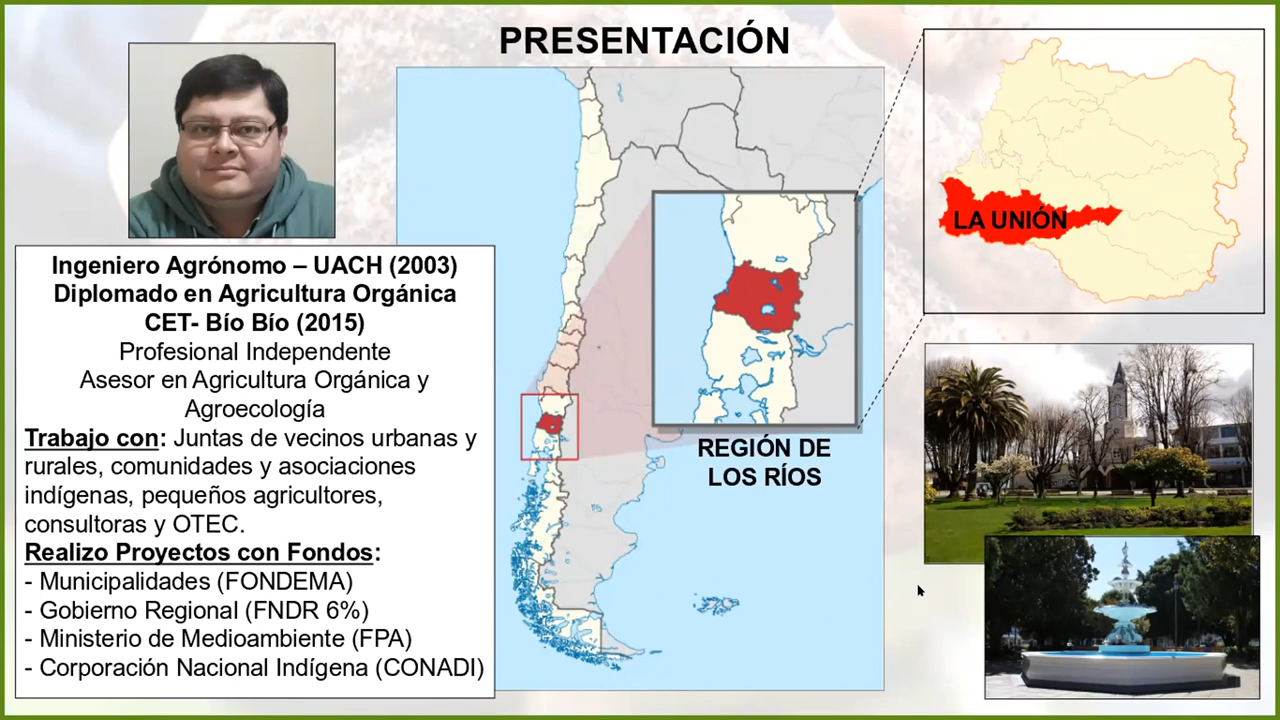 PRESENTACIÓN
Ingeniero Agrónomo – UACH (2003)
Diplomado en Agricultura Orgánica
CET- Bío Bío (2015)
Profesional Independente
Asesor en Agricultura Orgánica y
Agroecología
Trabajo con: Juntas de vecinos urbanas y
rurales, comunidades y asociaciones
indígenas, pequeños agricultores,
consultoras y OTEC.
Realizo Proyectos con Fondos:
- Municipalidades (FONDEMA)
- Gobierno Regional (FNDR 6%)
- Ministerio de Medioambiente (FPA)
- Corporación Nacional Indígena (CONADI)
REGIÓN DE
LOS RÍOS
LA UNIÓN